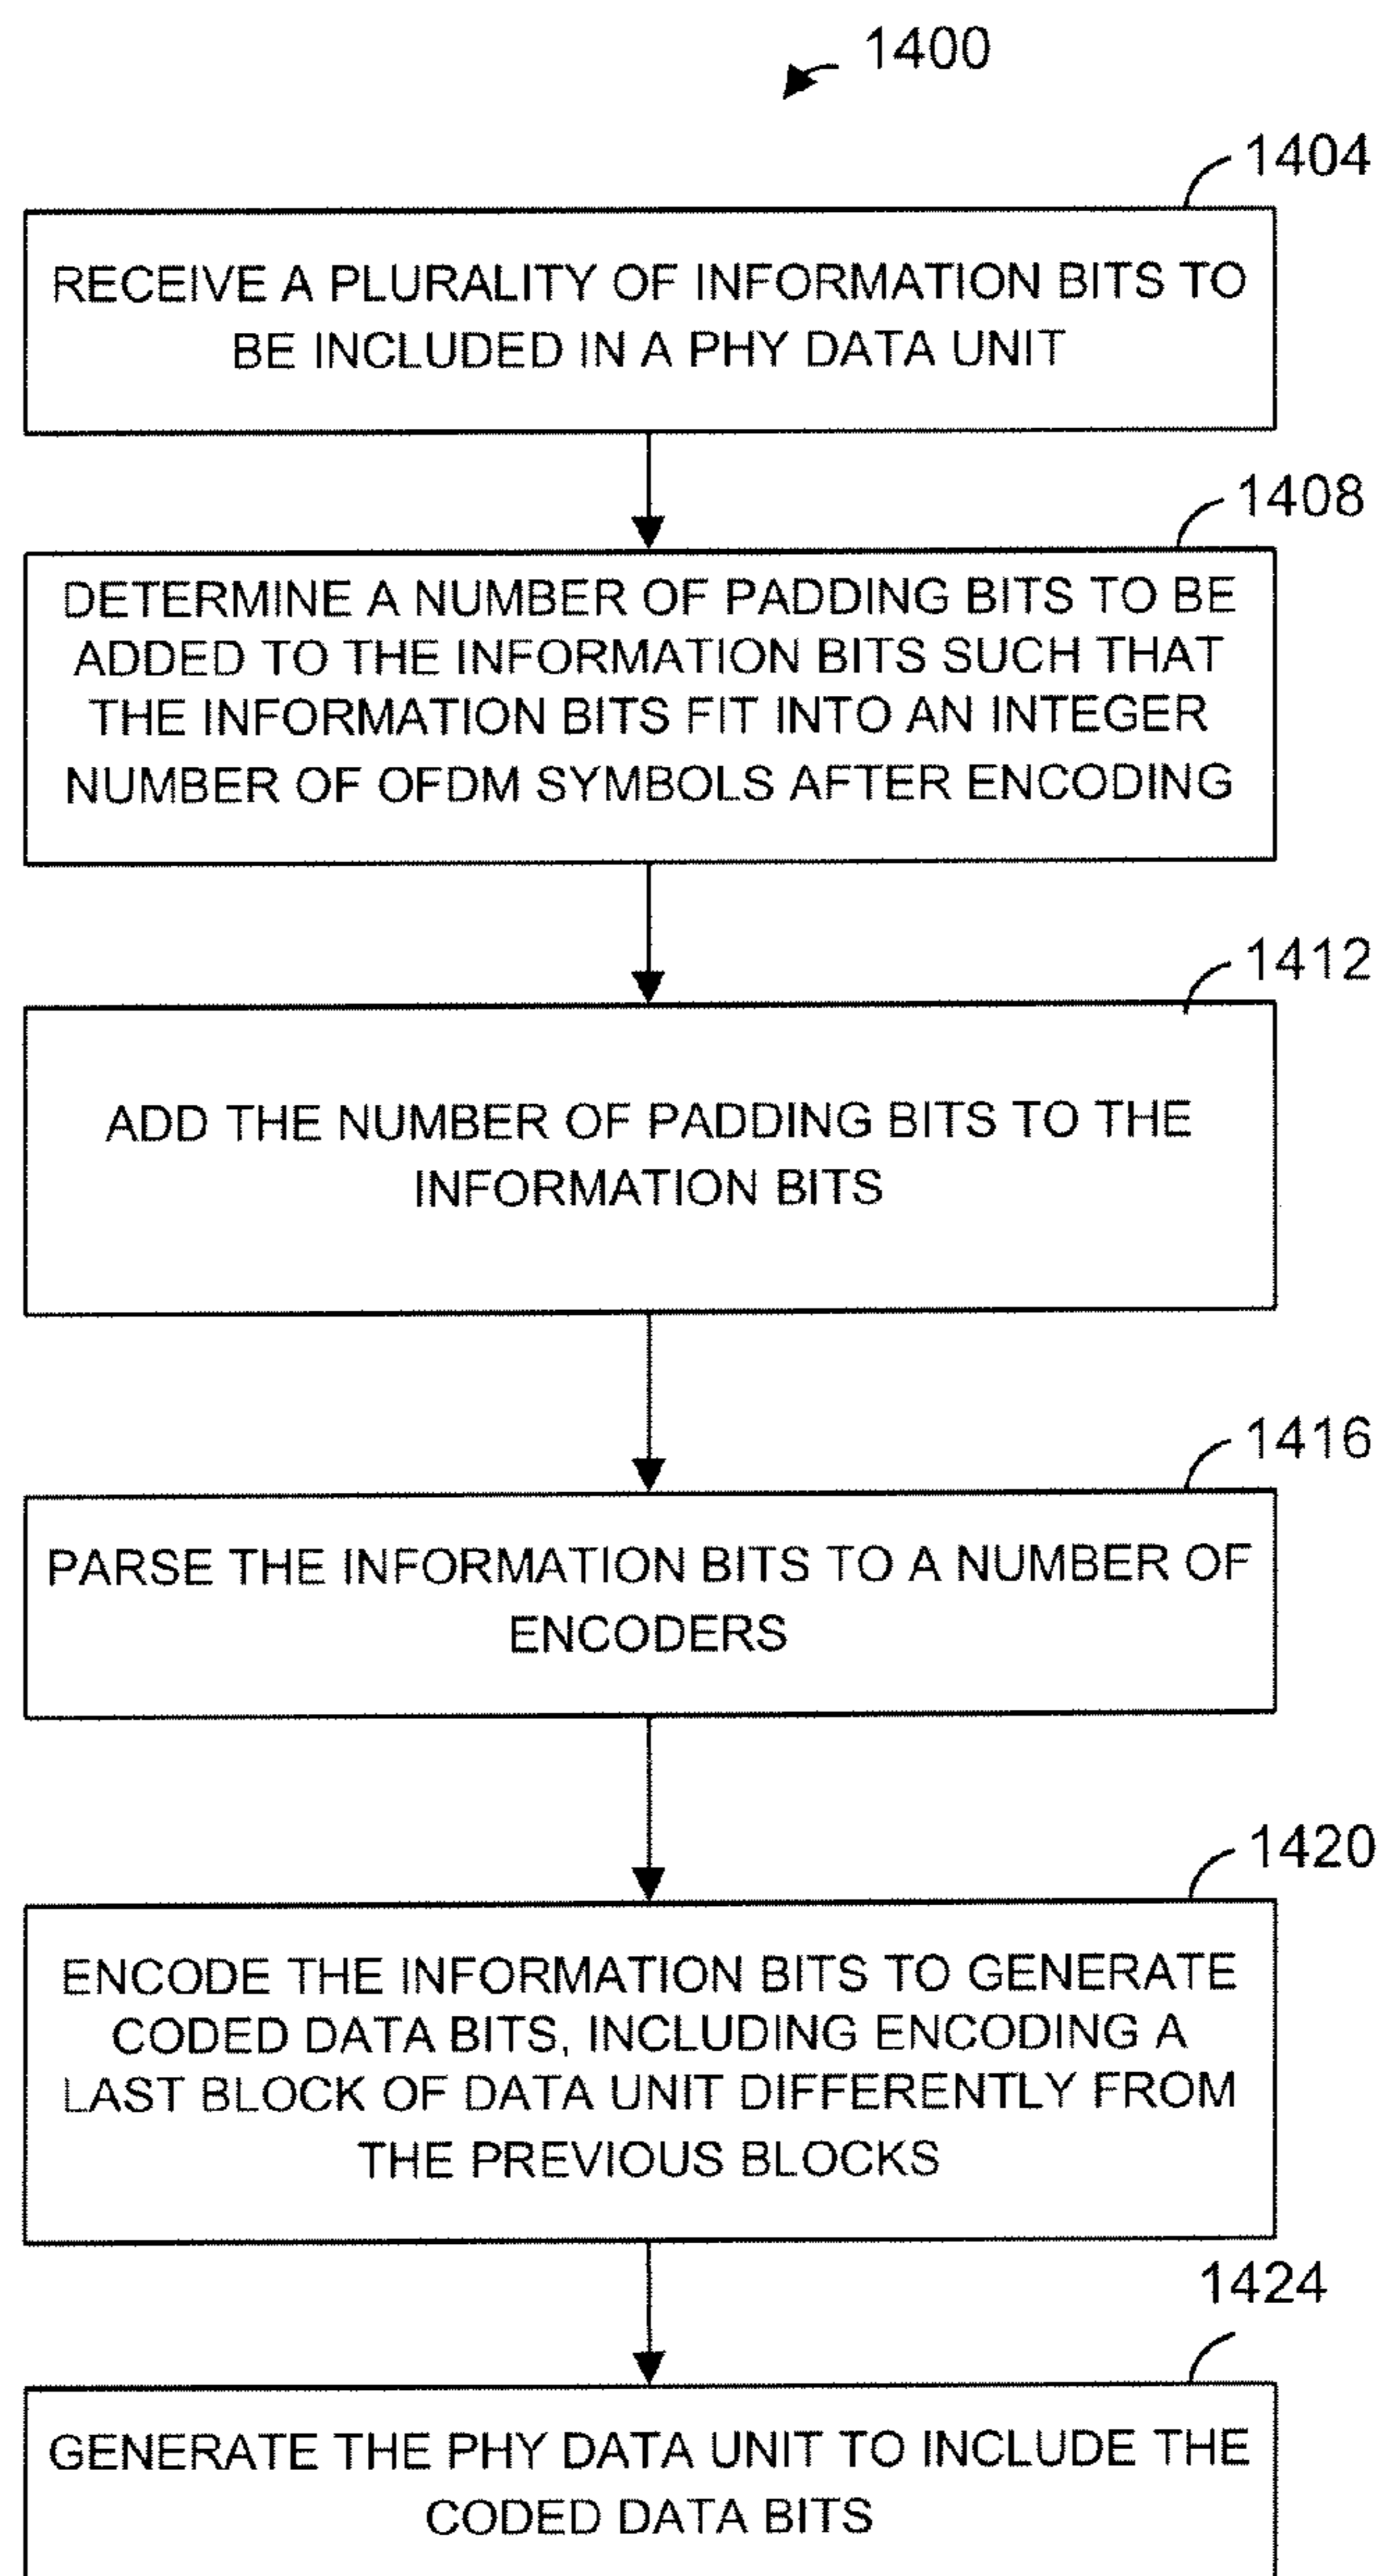 1400
1404
RECEIVE A PLURALITY OF INFORMATION BITS TO
BE INCLUDED IN A PHY DATA UNIT
1408
DETERMINE A NUMBER OF PADDING BITS TO BE
ADDED TO THE INFORMATION BITS SUCH THAT
THE INFORMATION BITS FIT INTO AN INTEGER
NUMBER OF OFDM SYMBOLS AFTER ENCODING
1412
ADD THE NUMBER OF PADDING BITS TO THE
INFORMATION BITS
1416
PARSE THE INFORMATION BITS TO A NUMBER OF
ENCODERS
1420
ENCODE THE INFORMATION BITS TO GENERATE
CODED DATA BITS, INCLUDING ENCODING A
LAST BLOCK OF DATA UNIT DIFFERENTLY FROM
THE PREVIOUS BLOCKS
1424
GENERATE THE PHY DATA UNIT TO INCLUDE THE
CODED DATA BITS